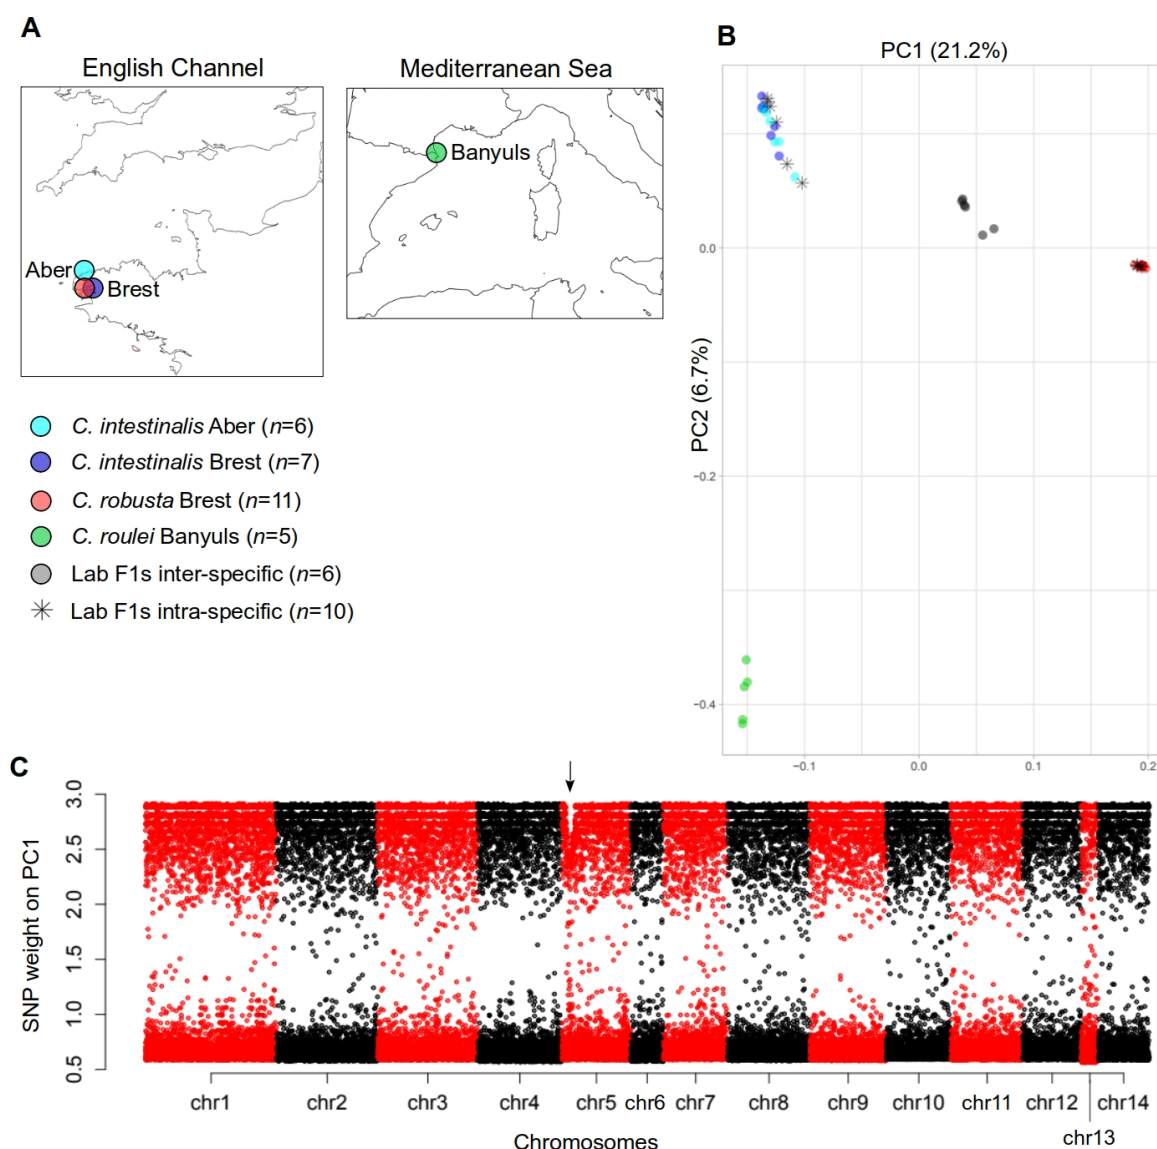 A
English Channel
Mediterranean Sea
Aber
Brest
Banyuls
C. intestinalis Aber (n=6)
C. intestinalis Brest (n=7)
C. robusta Brest (n=11)
C. roulei Banyuls (n=5)
Lab F1s inter-specific (n=6)
Lab F1s intra-specific (n=10)
B
PC1 (21.2%)
PC2 (6.7%)
0.0
−0.2
−0.4
−0.1
0.0
0.1
0.2
C
SNP weight on PC1
3.0
2.5
2.0
1.5
1.0
0.5
chr1
chr2
chr3
chr4
chr5
chr6
chr7
chr8
chr9
chr10
chr11
chr12
chr13
chr14
Chromosomes